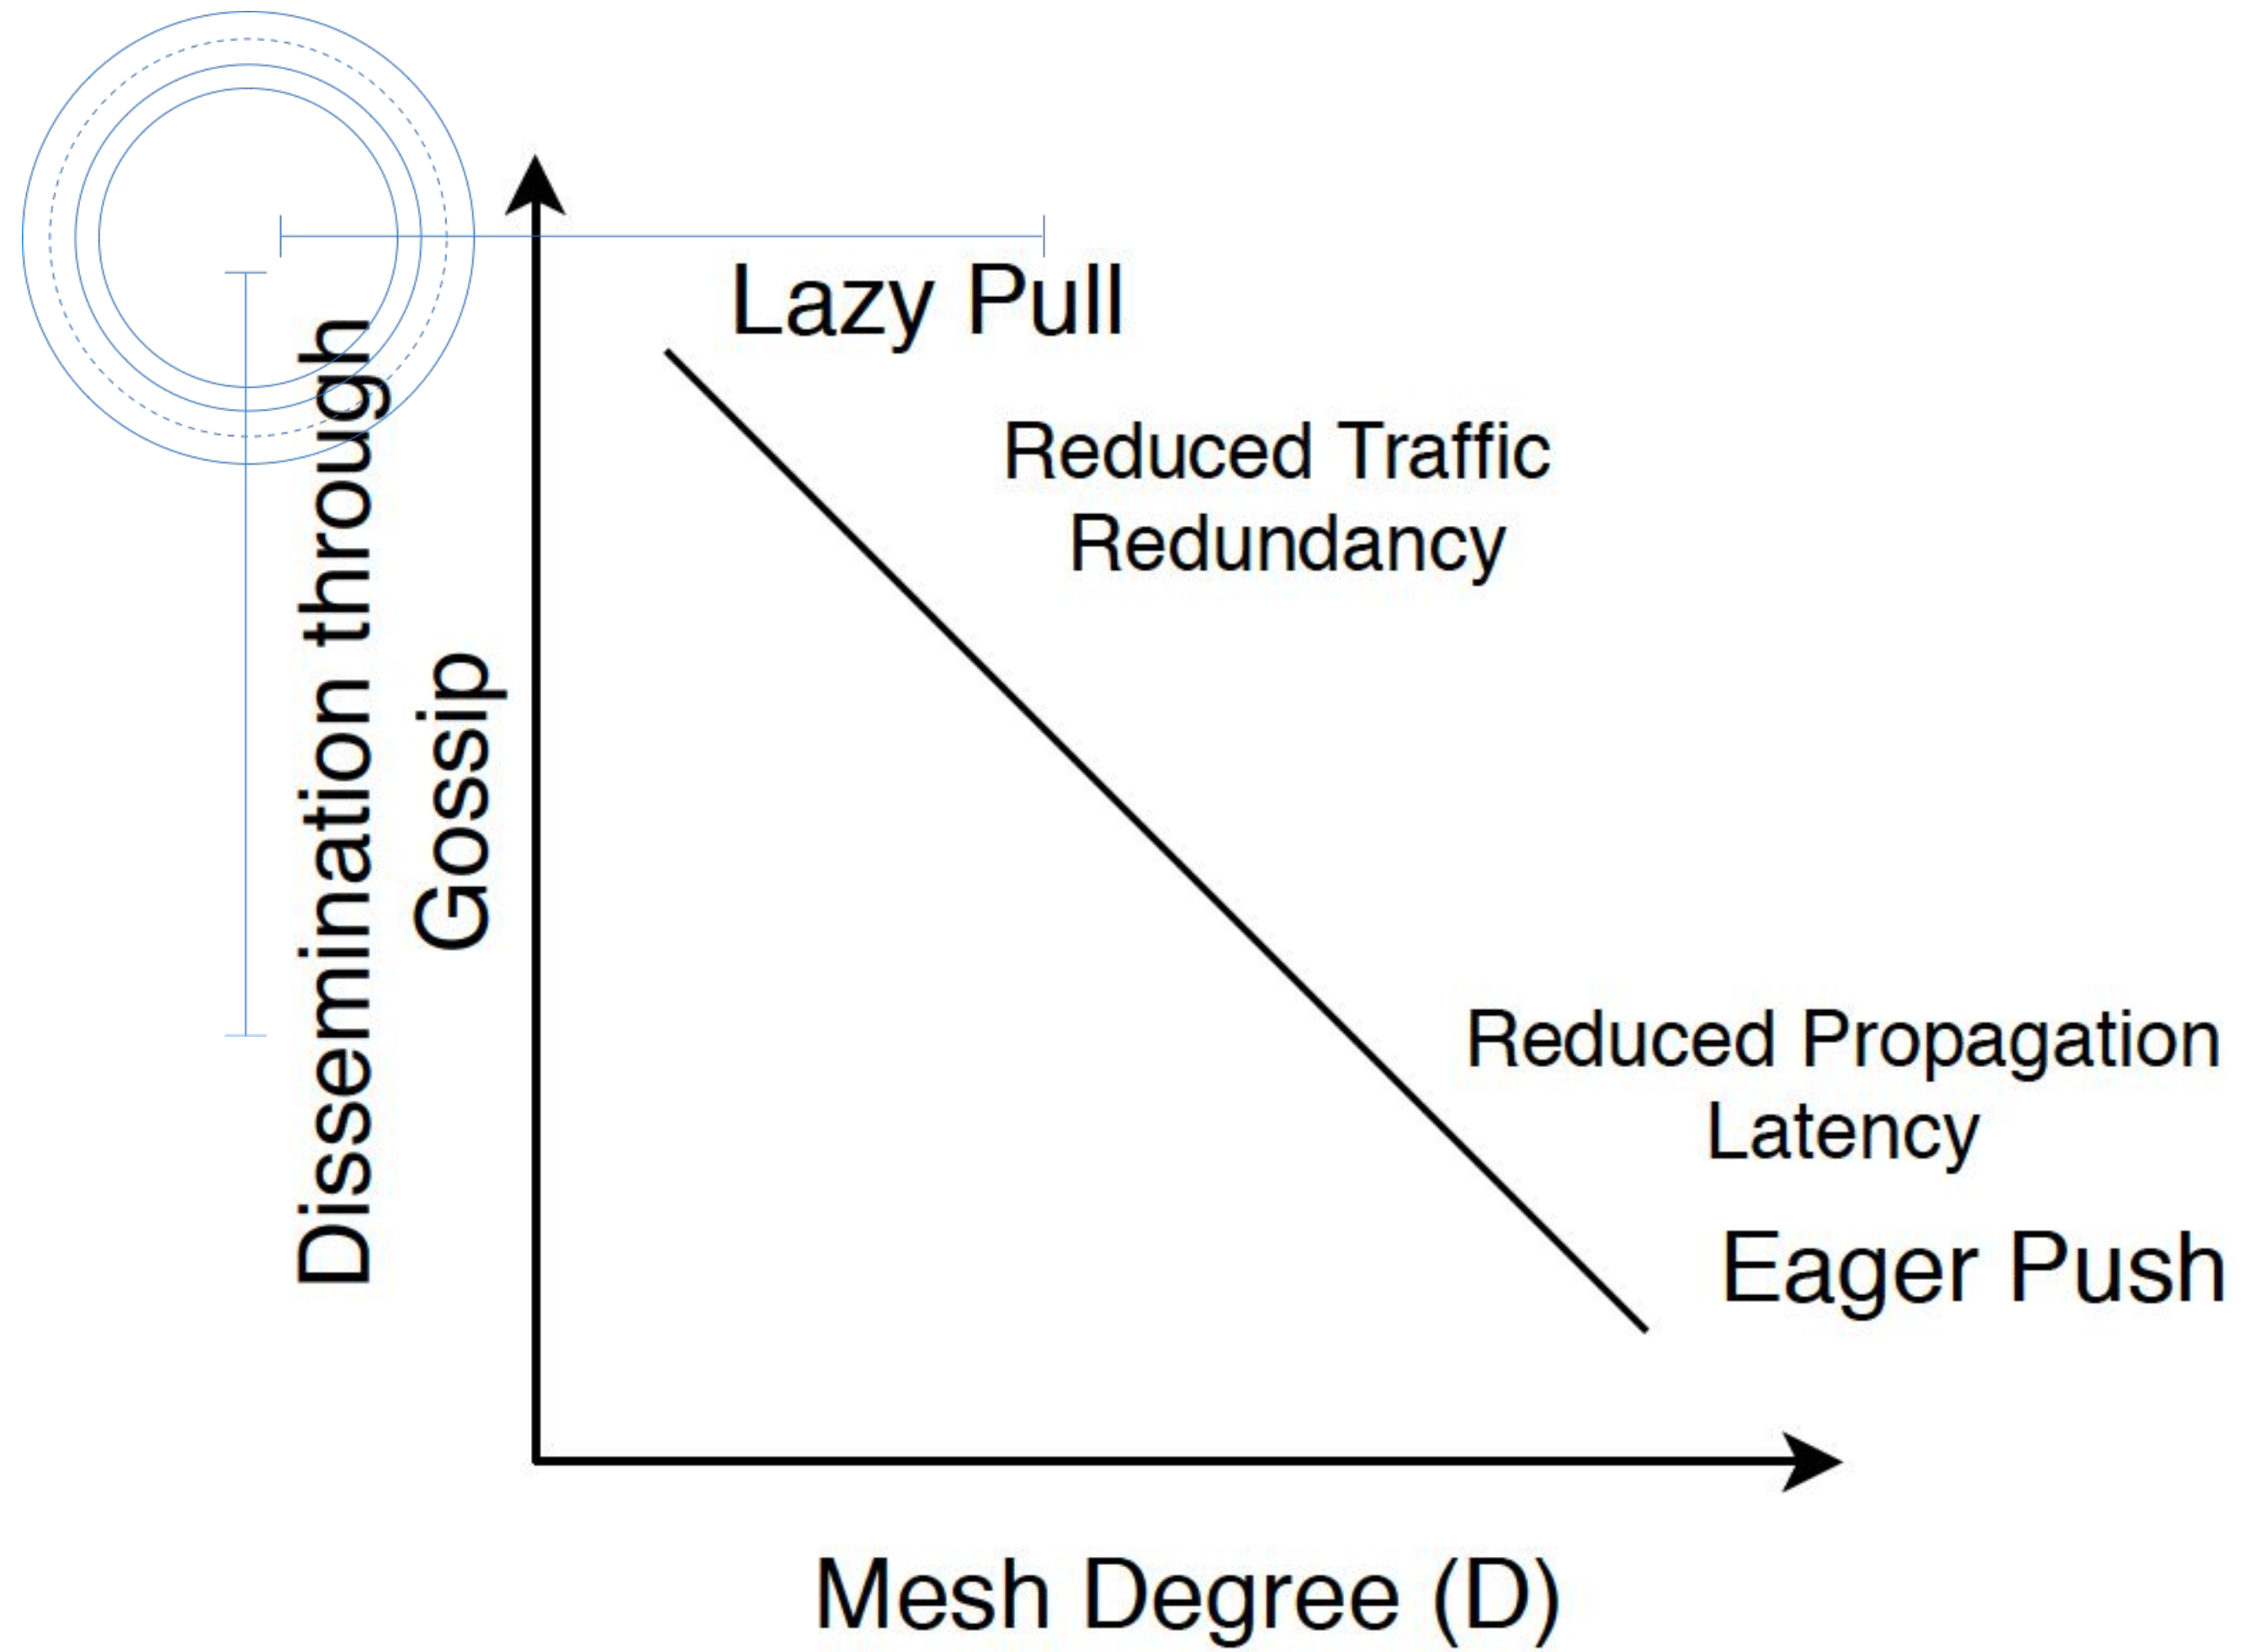 Lazy Pull
Reduced Traffic
Redundancy
Dissemination through
Gossip
Reduced Propagation
Latency
Eager Push
Mesh Degree (D)